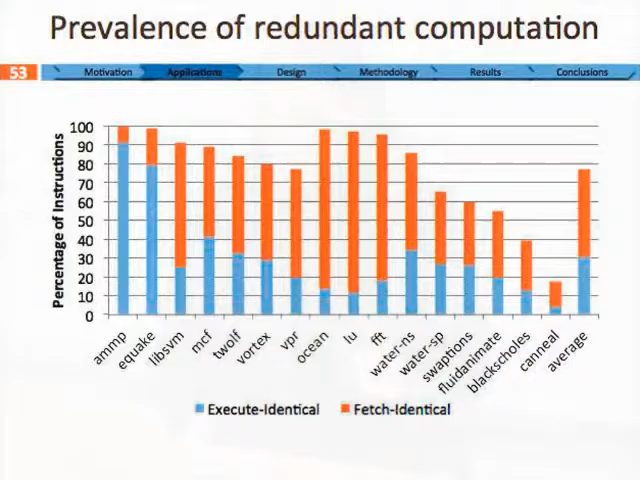 Prevalence of redundant computation
53
Motivation
Applications
Design
Methodology
Results
Conclusions
Percentage of Instructions
100
90
80
70
60
50
40
30
20
10
0
ammp
equake
libsvm
mcf
twolf
vortex
vpr
ocean
lu
fft
water-ns
water-sp
swaptions
fluidanimate
blackscholes
canneal
average
Execute-Identical
Fetch-Identical